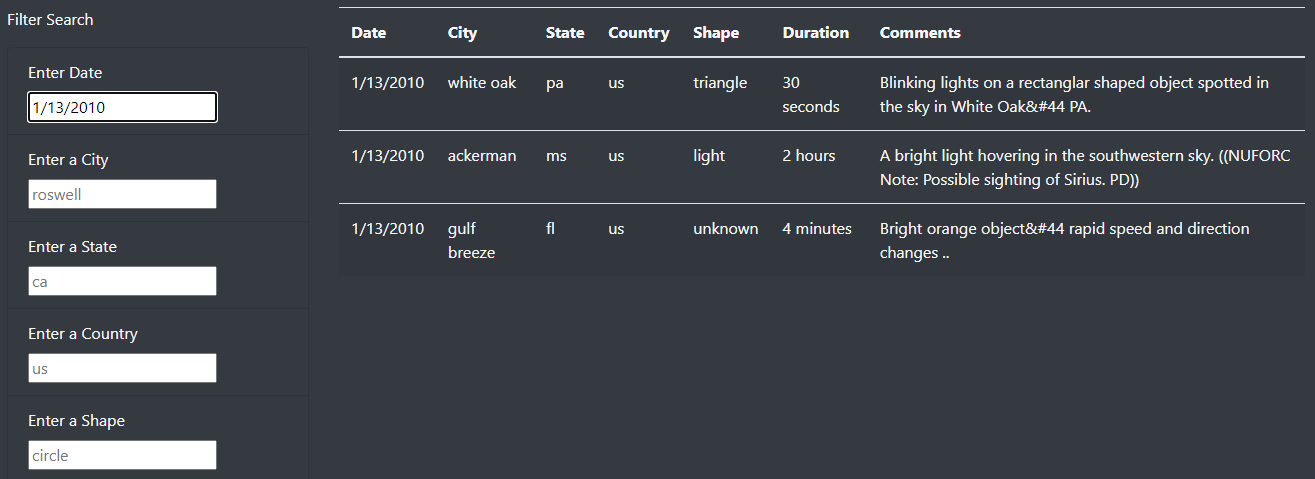 Filter Search
Enter Date
1/13/2010
Enter a City
roswell
Enter a State
ca
Enter a Country
us
Enter a Shape
circle
Date City State Country Shape Duration Comments
1/13/2010 white oak pa us triangle 30 Blinking lights on a rectanglar shaped object spotted in
seconds the sky in White Oak&#44 PA.
1/13/2010 ackerman ms us light 2 hours A bright light hovering in the southwestern sky. ((NUFORC
Note: Possible sighting of Sirius. PD))
1/13/2010 gulf fl us unknown 4 minutes Bright orange object&#44 rapid speed and direction
breeze changes ..